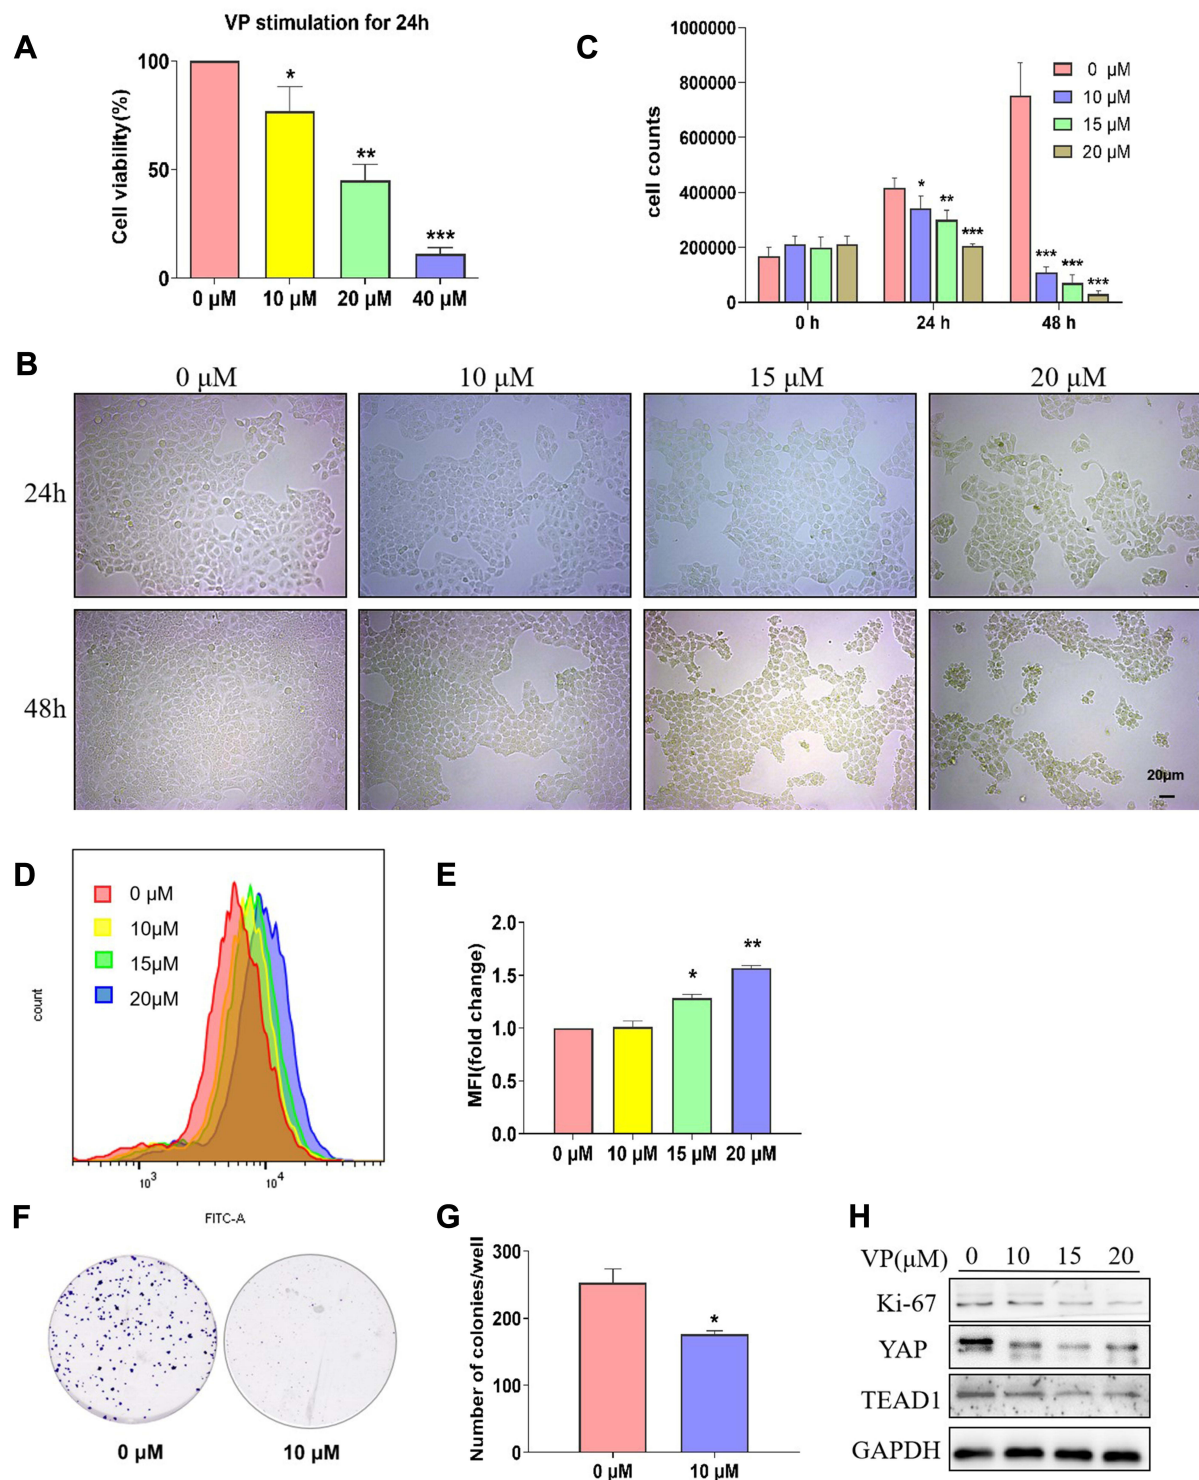 A
VP stimulation for 24h
Cell viability(%)
100
50
0
*
**
***
0 μM
10 μM
20 μM
40 μM
C
cell counts
1000000
800000
600000
400000
200000
0
0 μM
10 μM
15 μM
20 μM
*
**
***
***
***
***
0 h
24 h
48 h
B
0 μM
10 μM
15 μM
20 μM
24h
48h
20μm
D
0 μM
10μM
15μM
20μM
count
10³
10⁴
FITC-A
E
MFI(fold change)
2.0
1.5
1.0
0.5
0.0
*
**
0 μM
10 μM
15 μM
20 μM
F
0 μM
10 μM
G
Number of colonies/well
300
200
100
0
*
0 μM
10 μM
H
VP(μM) 0 10 15 20
Ki-67
YAP
TEAD1
GAPDH